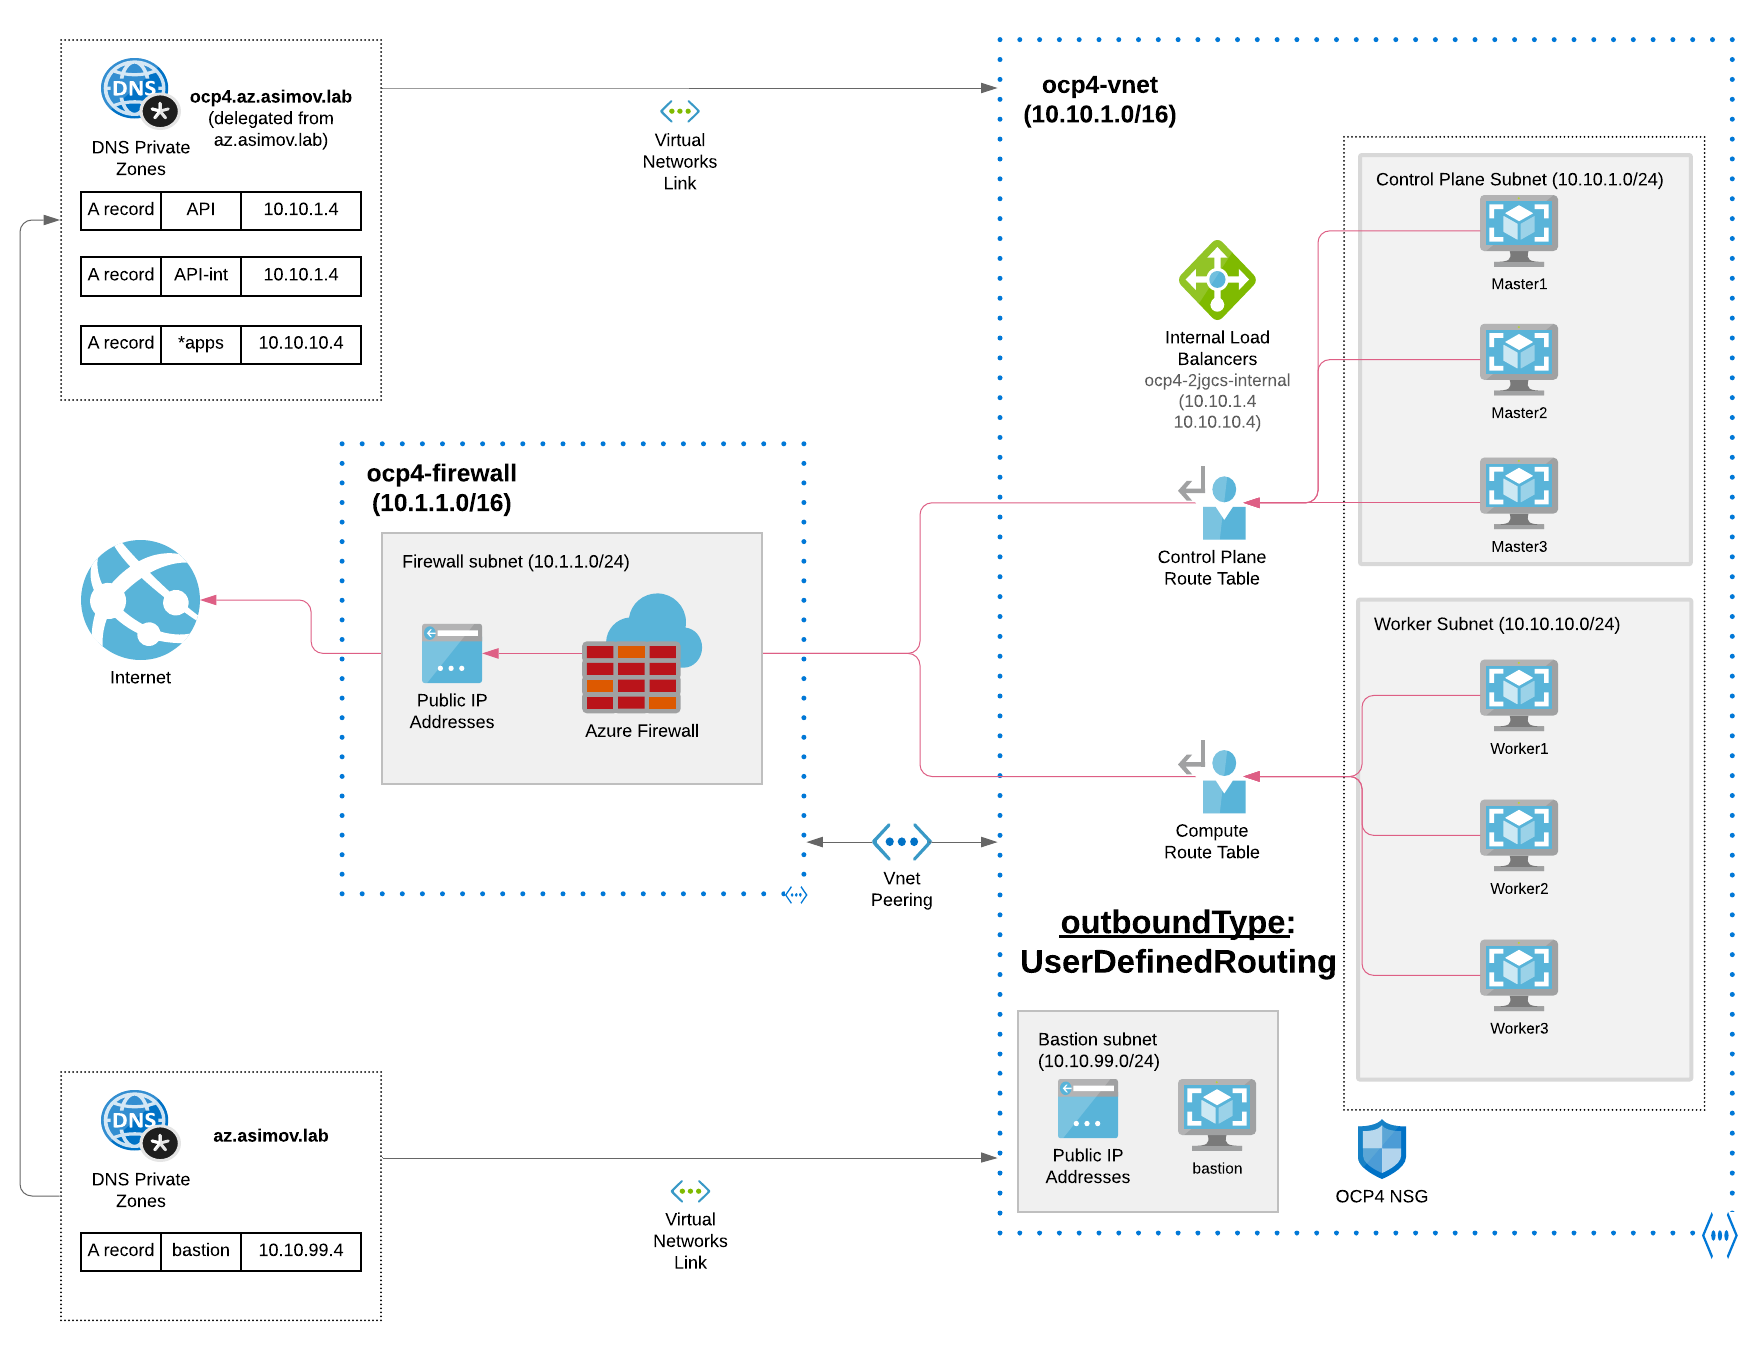 DNS
ocp4.az.asimov.lab
(delegated from
az.asimov.lab)
DNS Private
Zones
A record API 10.10.1.4
A record API-int 10.10.1.4
A record *apps 10.10.10.4
Virtual
Networks
Link
ocp4-vnet
(10.10.1.0/16)
Control Plane Subnet (10.10.1.0/24)
Master1
Master2
Master3
Internal Load
Balancers
ocp4-2jgcs-internal
(10.10.1.4
10.10.10.4)
Control Plane
Route Table
ocp4-firewall
(10.1.1.0/16)
Firewall subnet (10.1.1.0/24)
Public IP
Addresses
Azure Firewall
Internet
Worker Subnet (10.10.10.0/24)
Worker1
Worker2
Worker3
Compute
Route Table
Vnet
Peering
outboundType:
UserDefinedRouting
Bastion subnet
(10.10.99.0/24)
Public IP
Addresses
bastion
OCP4 NSG
DNS
az.asimov.lab
DNS Private
Zones
A record bastion 10.10.99.4
Virtual
Networks
Link